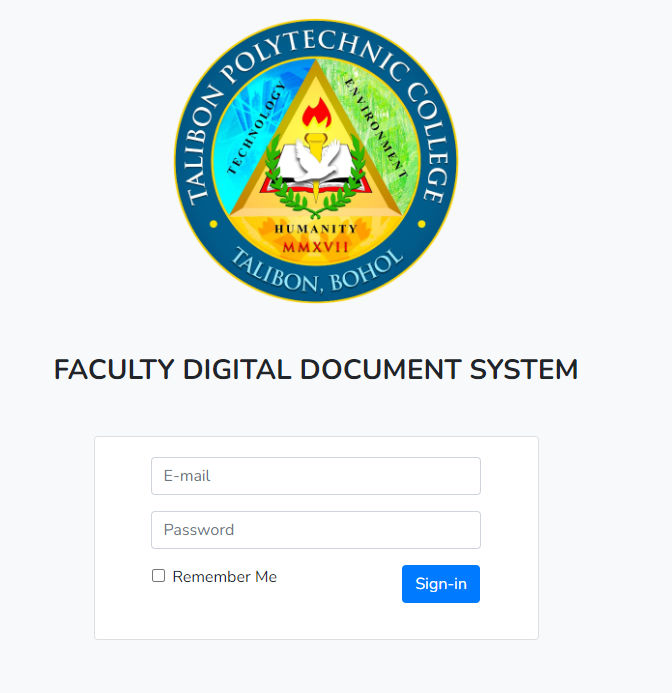 TALIBON POLYTECHNIC COLLEGE
TECHNOLOGY
ENVIRONMENT
HUMANITY
MMXVII
TALIBON, BOHOL
FACULTY DIGITAL DOCUMENT SYSTEM
E-mail
Password
Remember Me
Sign-in